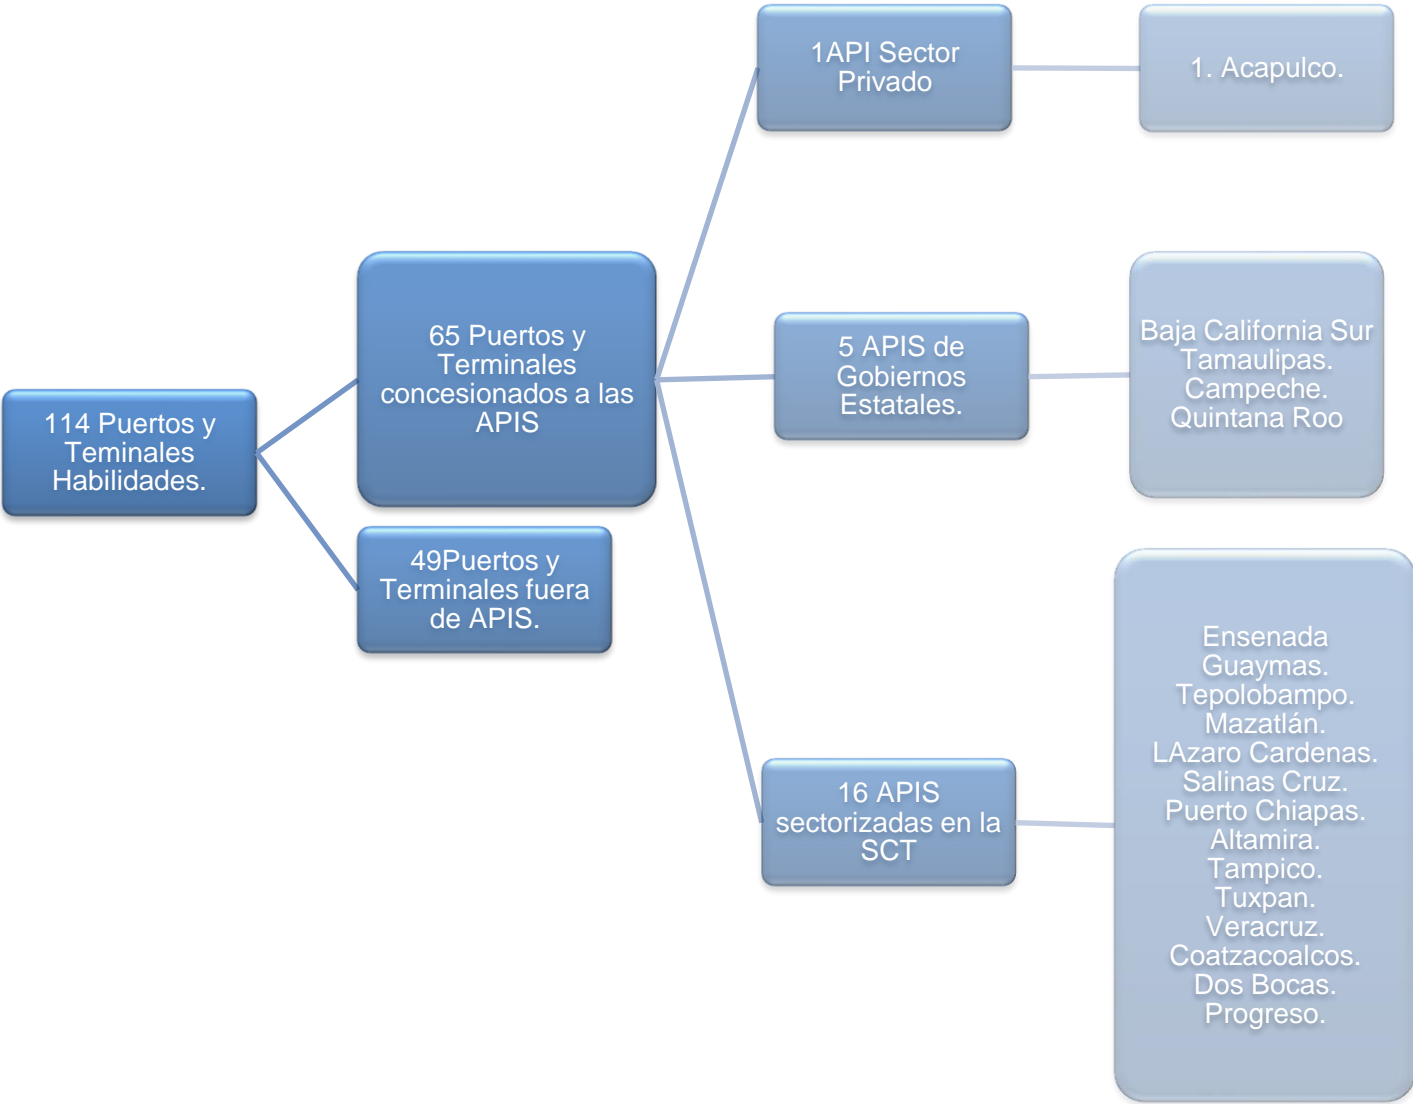 114 Puertos y
Teminales
Habilidades.
65 Puertos y
Terminales
concesionados a las
APIS
49Puertos y
Terminales fuera
de APIS.
1API Sector
Privado
1. Acapulco.
5 APIS de
Gobiernos
Estatales.
Baja California Sur
Tamaulipas.
Campeche.
Quintana Roo
16 APIS
sectorizadas en la
SCT
Ensenada
Guaymas.
Tepolobampo.
Mazatlán.
LAzaro Cardenas.
Salinas Cruz.
Puerto Chiapas.
Altamira.
Tampico.
Tuxpan.
Veracruz.
Coatzacoalcos.
Dos Bocas.
Progreso.